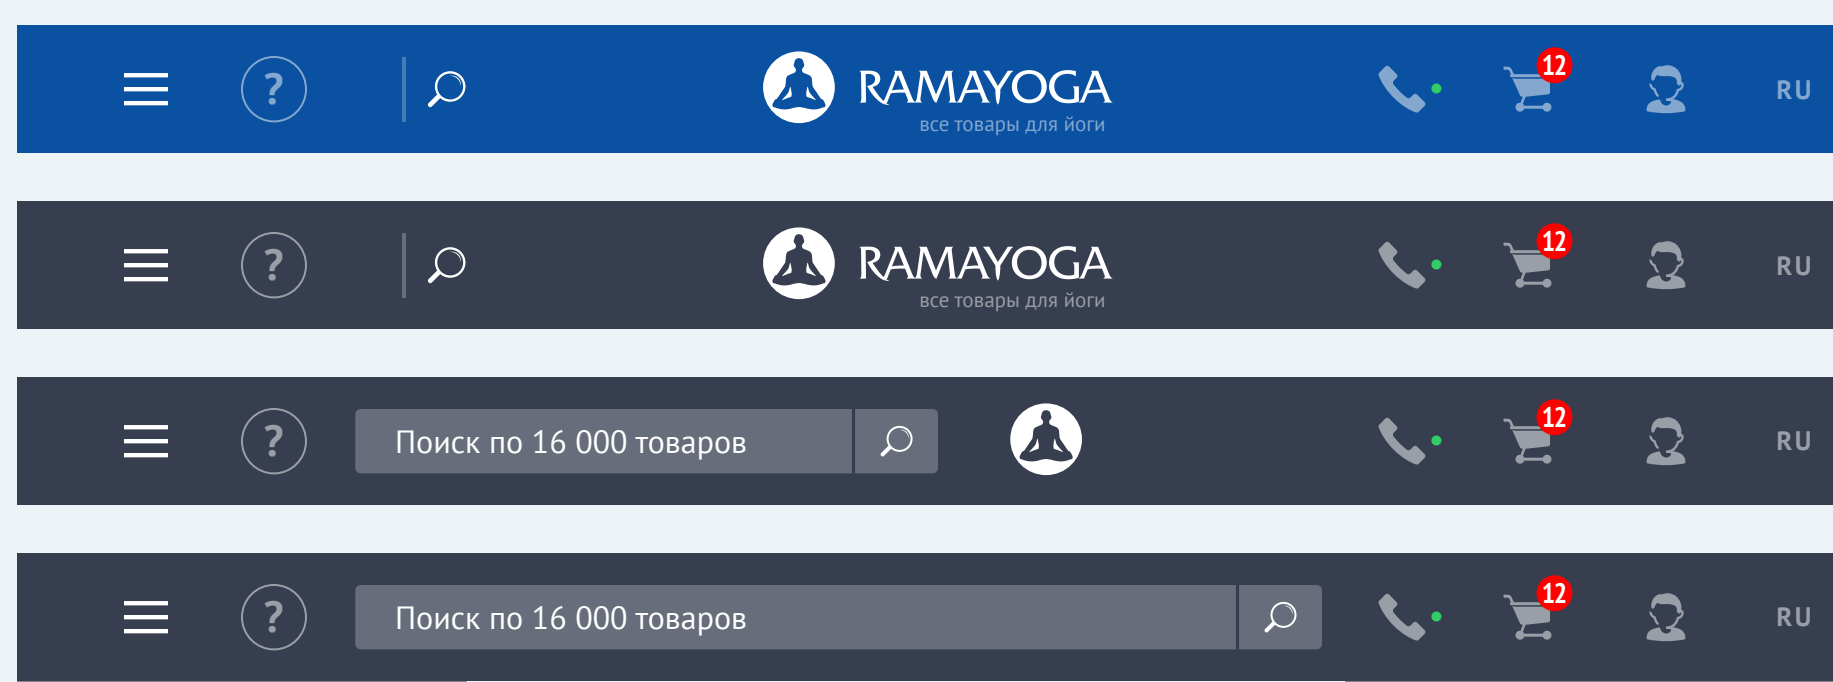 ?
RAMAYOGA
все товары для йоги
12
RU
?
RAMAYOGA
все товары для йоги
12
RU
?
Поиск по 16 000 товаров
12
RU
?
Поиск по 16 000 товаров
12
RU